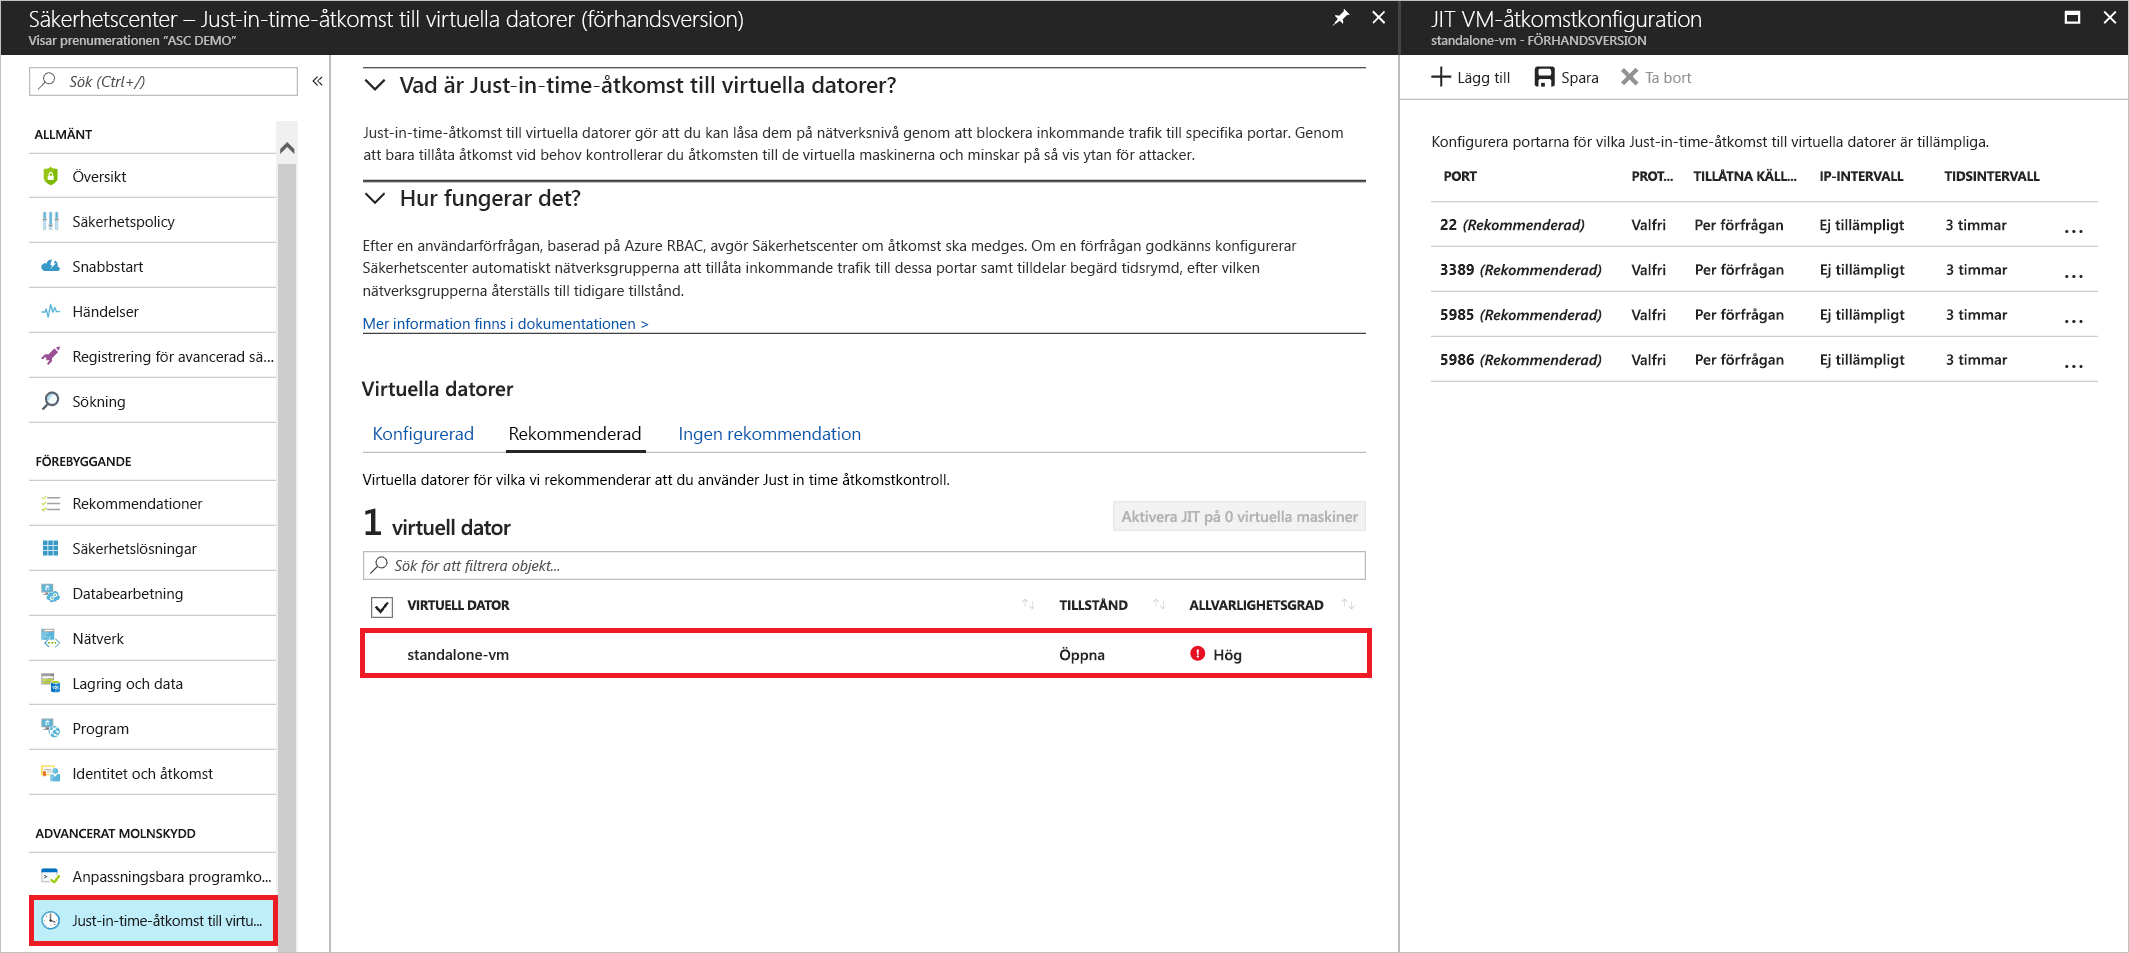 Säkerhetscenter – Just-in-time-åtkomst till virtuella datorer (förhandsversion)
Visar prenumerationen ”ASC DEMO”
Sök (Ctrl+/)
«
ALLMÄNT
Översikt
Säkerhetspolicy
Snabbstart
Händelser
Registrering för avancerad sä...
Sökning
FÖREBYGGANDE
Rekommendationer
Säkerhetslösningar
Databearbetning
Nätverk
Lagring och data
Program
Identitet och åtkomst
ADVANCERAT MOLNSKYDD
Anpassningsbara programko...
Just-in-time-åtkomst till virtu...
Vad är Just-in-time-åtkomst till virtuella datorer?
Just-in-time-åtkomst till virtuella datorer gör att du kan låsa dem på nätverksnivå genom att blockera inkommande trafik till specifika portar. Genom
att bara tillåta åtkomst vid behov kontrollerar du åtkomsten till de virtuella maskinerna och minskar på så vis ytan för attacker.
Hur fungerar det?
Efter en användarförfrågan, baserad på Azure RBAC, avgör Säkerhetscenter om åtkomst ska medges. Om en förfrågan godkänns konfigurerar
Säkerhetscenter automatiskt nätverksgrupperna att tillåta inkommande trafik till dessa portar samt tilldelar begärd tidsrymd, efter vilken
nätverksgrupperna återställs till tidigare tillstånd.
Mer information finns i dokumentationen >
Virtuella datorer
Konfigurerad Rekommenderad Ingen rekommendation
Virtuella datorer för vilka vi rekommenderar att du använder Just in time åtkomstkontroll.
1 virtuell dator
Aktivera JIT på 0 virtuella maskiner
Sök för att filtrera objekt...
VIRTUELL DATOR TILLSTÅND ALLVARLIGHETSGRAD
standalone-vm Öppna Hög
JIT VM-åtkomstkonfiguration
standalone-vm - FÖRHANDSVERSION
Lägg till Spara Ta bort
Konfigurera portarna för vilka Just-in-time-åtkomst till virtuella datorer är tillämpliga.
PORT PROT... TILLÅTNA KÄLL... IP-INTERVALL TIDSINTERVALL
22 (Rekommenderad) Valfri Per förfrågan Ej tillämpligt 3 timmar ...
3389 (Rekommenderad) Valfri Per förfrågan Ej tillämpligt 3 timmar ...
5985 (Rekommenderad) Valfri Per förfrågan Ej tillämpligt 3 timmar ...
5986 (Rekommenderad) Valfri Per förfrågan Ej tillämpligt 3 timmar ...